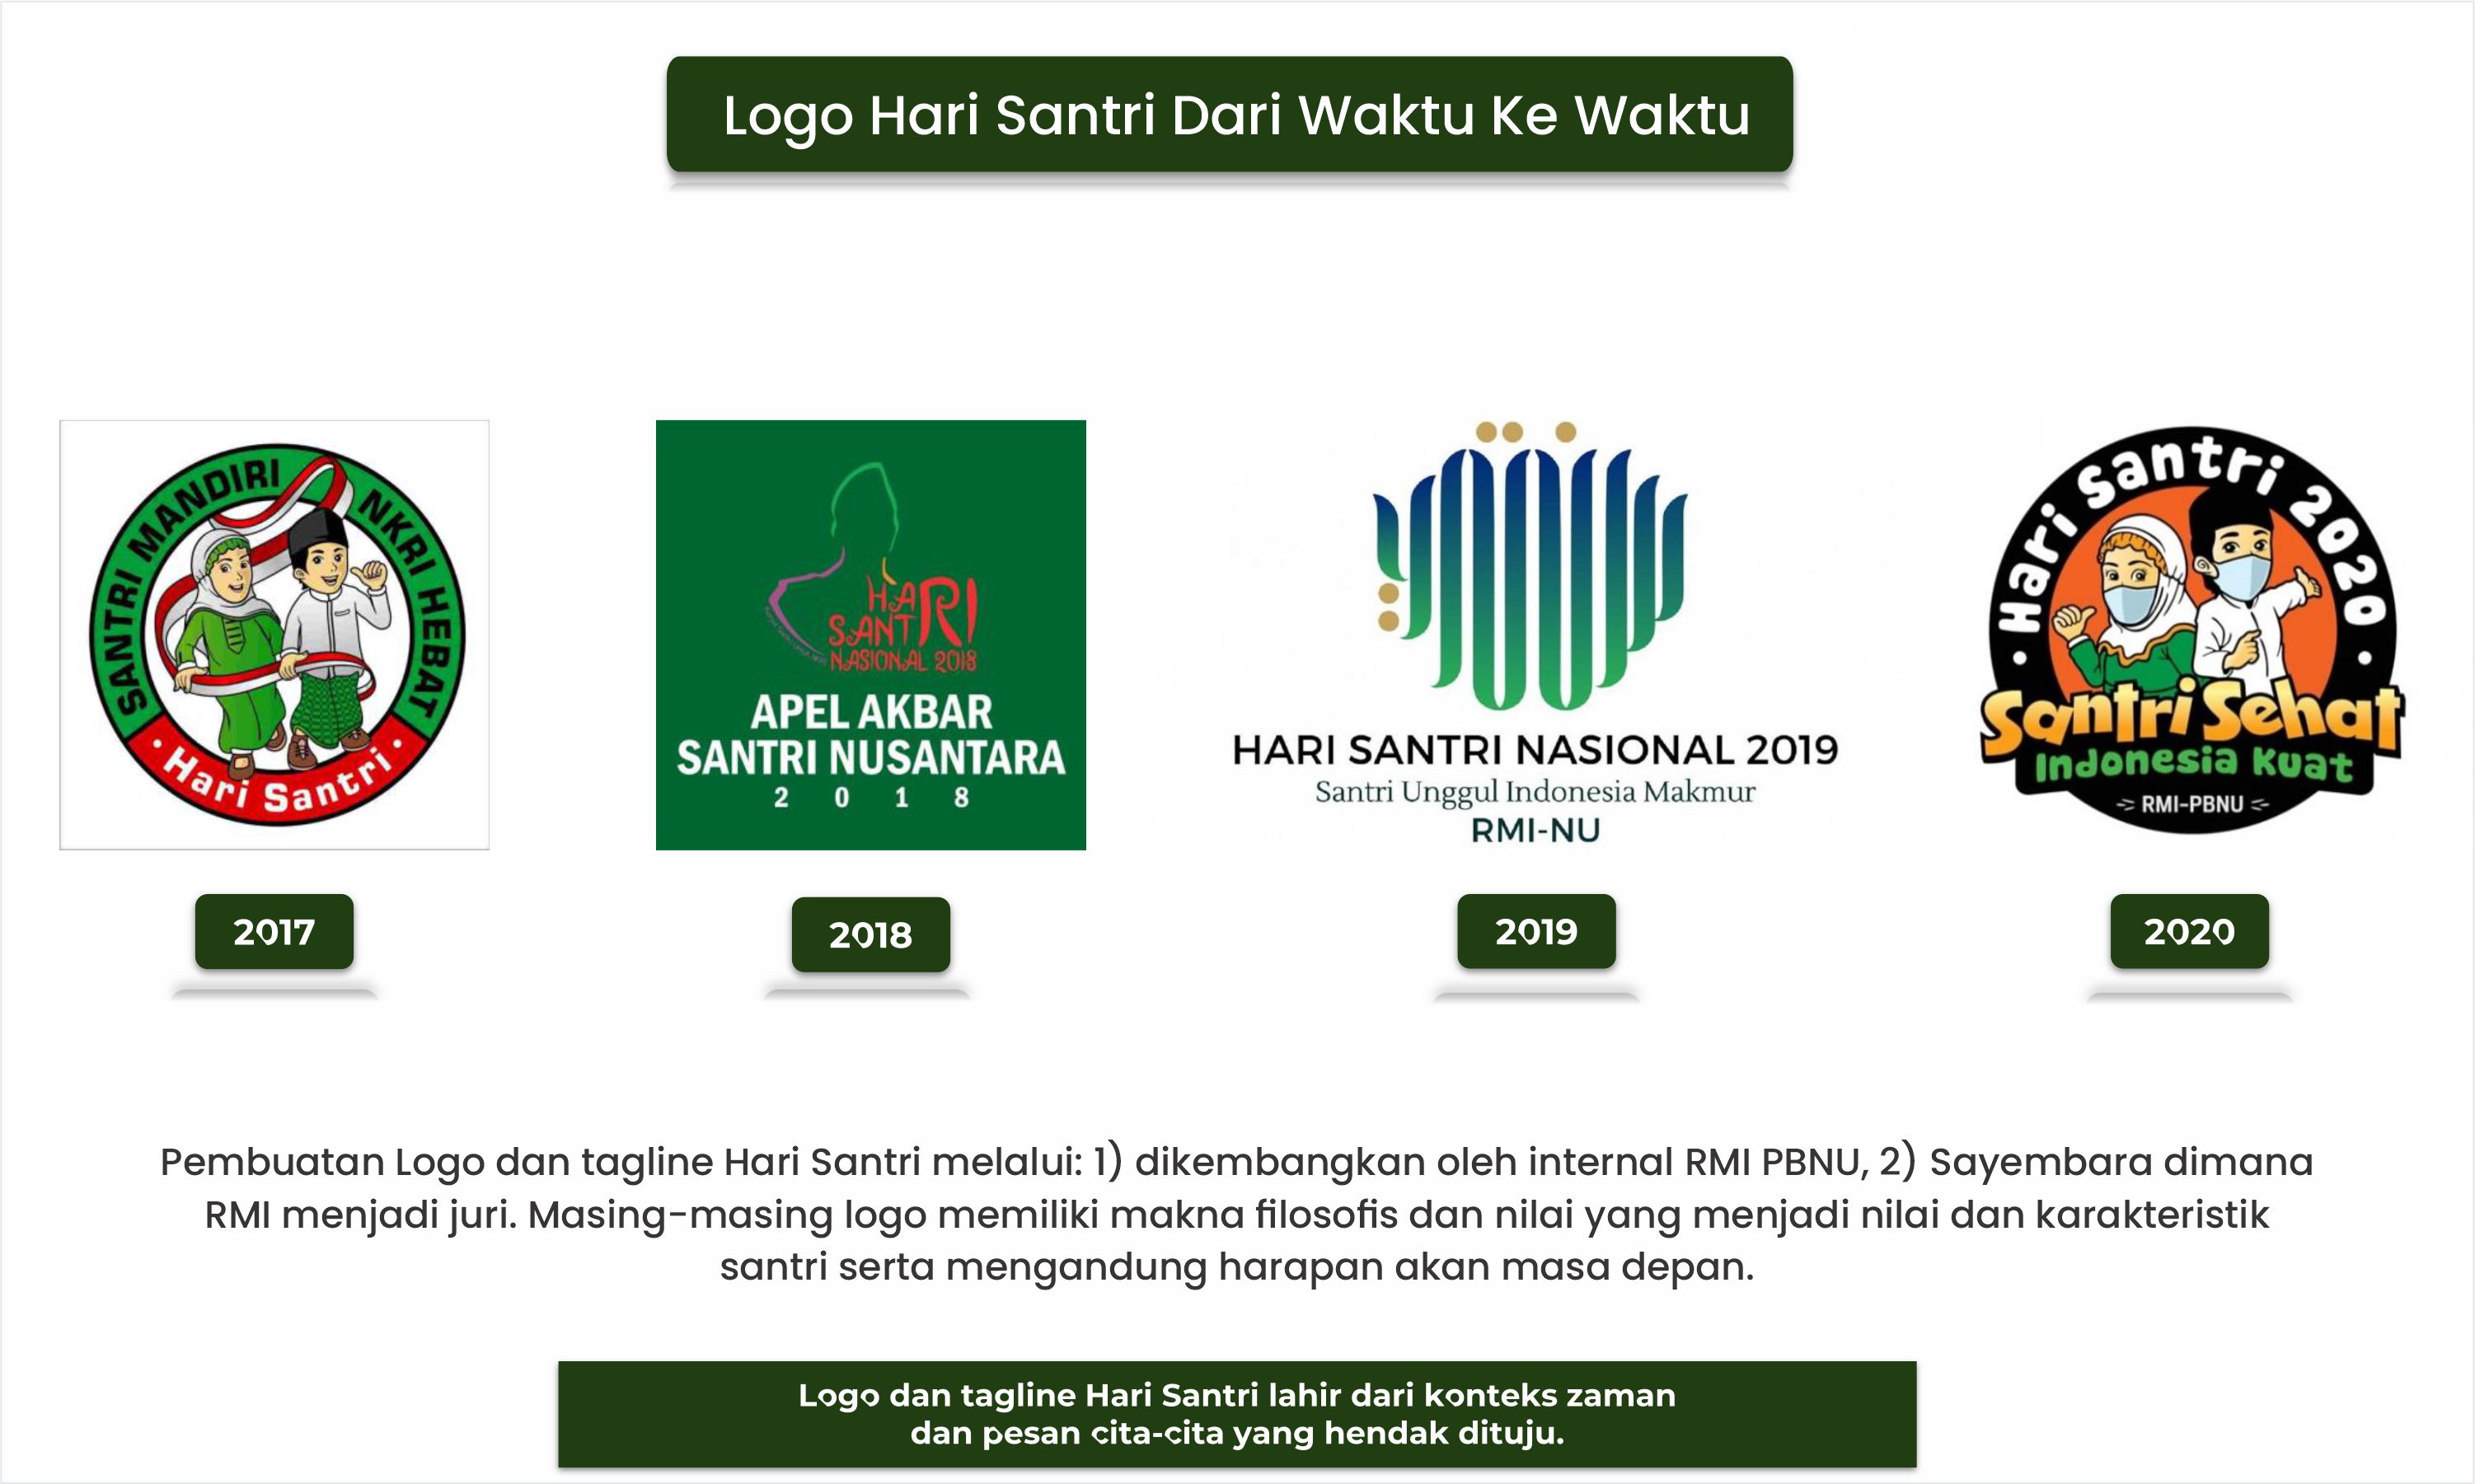 Logo Hari Santri Dari Waktu Ke Waktu
SANTRI MANDIRI NKRI HEBAT
• Hari Santri •
HARI
SANTRI
NASIONAL 2018
APEL AKBAR
SANTRI NUSANTARA
2 0 1 8
HARI SANTRI NASIONAL 2019
Santri Unggul Indonesia Makmur
RMI-NU
• Hari Santri 2020 •
Santri Sehat
Indonesia Kuat
RMI-PBNU
2017
2018
2019
2020
Pembuatan Logo dan tagline Hari Santri melalui: 1) dikembangkan oleh internal RMI PBNU, 2) Sayembara dimana
RMI menjadi juri. Masing-masing logo memiliki makna filosofis dan nilai yang menjadi nilai dan karakteristik
santri serta mengandung harapan akan masa depan.
Logo dan tagline Hari Santri lahir dari konteks zaman
dan pesan cita-cita yang hendak dituju.